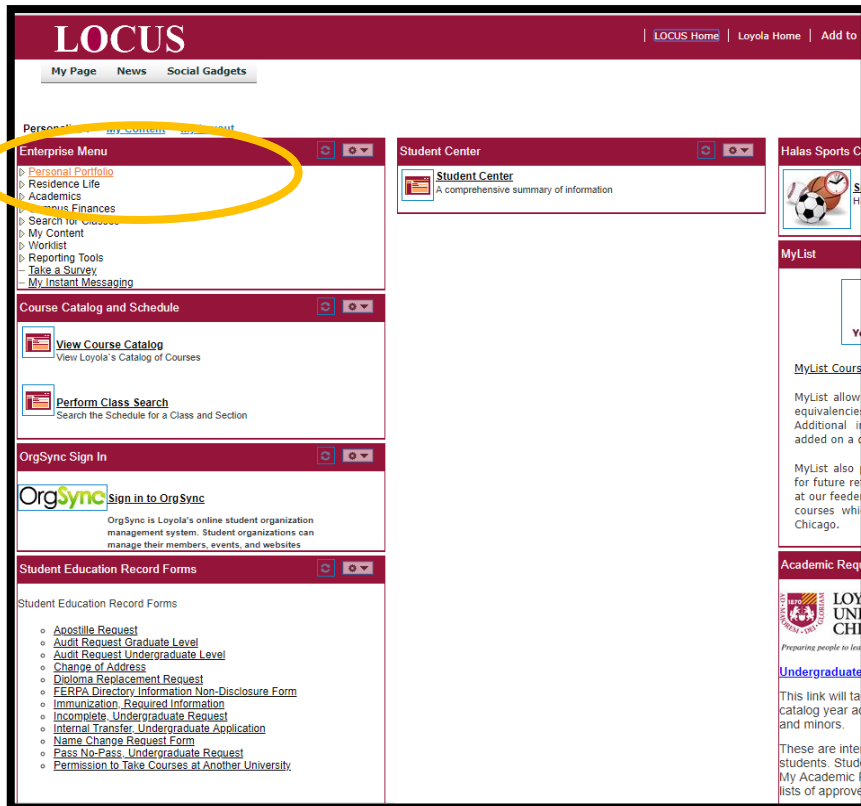 LOCUS
LOCUS Home | Loyola Home | Add to
My Page News Social Gadgets
My Content
Enterprise Menu
Personal Portfolio
Residence Life
Academics
Campus Finances
Search for Classes
My Content
Worklist
Reporting Tools
Take a Survey
My Instant Messaging
Course Catalog and Schedule
View Course Catalog
View Loyola`s Catalog of Courses
Perform Class Search
Search the Schedule for a Class and Section
OrgSync Sign In
OrgSync Sign in to OrgSync
OrgSync is Loyola's online student organization
management system. Student organizations can
manage their members, events, and websites
Student Education Record Forms
Student Education Record Forms
Apostille Request
Audit Request Graduate Level
Audit Request Undergraduate Level
Change of Address
Diploma Replacement Request
FERPA Directory Information Non-Disclosure Form
Immunization, Required Information
Incomplete, Undergraduate Request
Internal Transfer, Undergraduate Application
Name Change Request Form
Pass No-Pass, Undergraduate Request
Permission to Take Courses at Another University
Student Center
Student Center
A comprehensive summary of information
Halas Sports C
S
H
MyList
MyList Cours
MyList allow
equivalencie
Additional i
added on a
MyList also
for future re
at our feede
courses whi
Chicago.
Academic Req
1870
AD MAJOREM DEI GLORIAM
LOY
UNI
CHI
Preparing people to lea
Undergraduate
This link will ta
catalog year a
and minors.
These are inte
students. Stud
My Academic
lists of approve